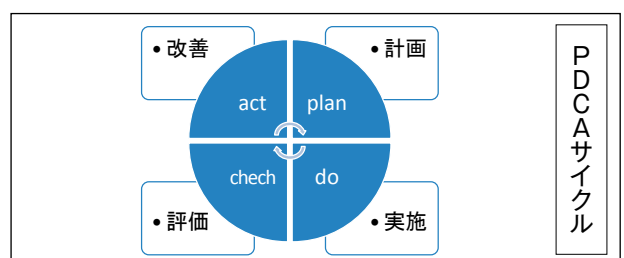 • 改善
• 計画
act
plan
chech
do
• 評価
• 実施
PDCAサイクル